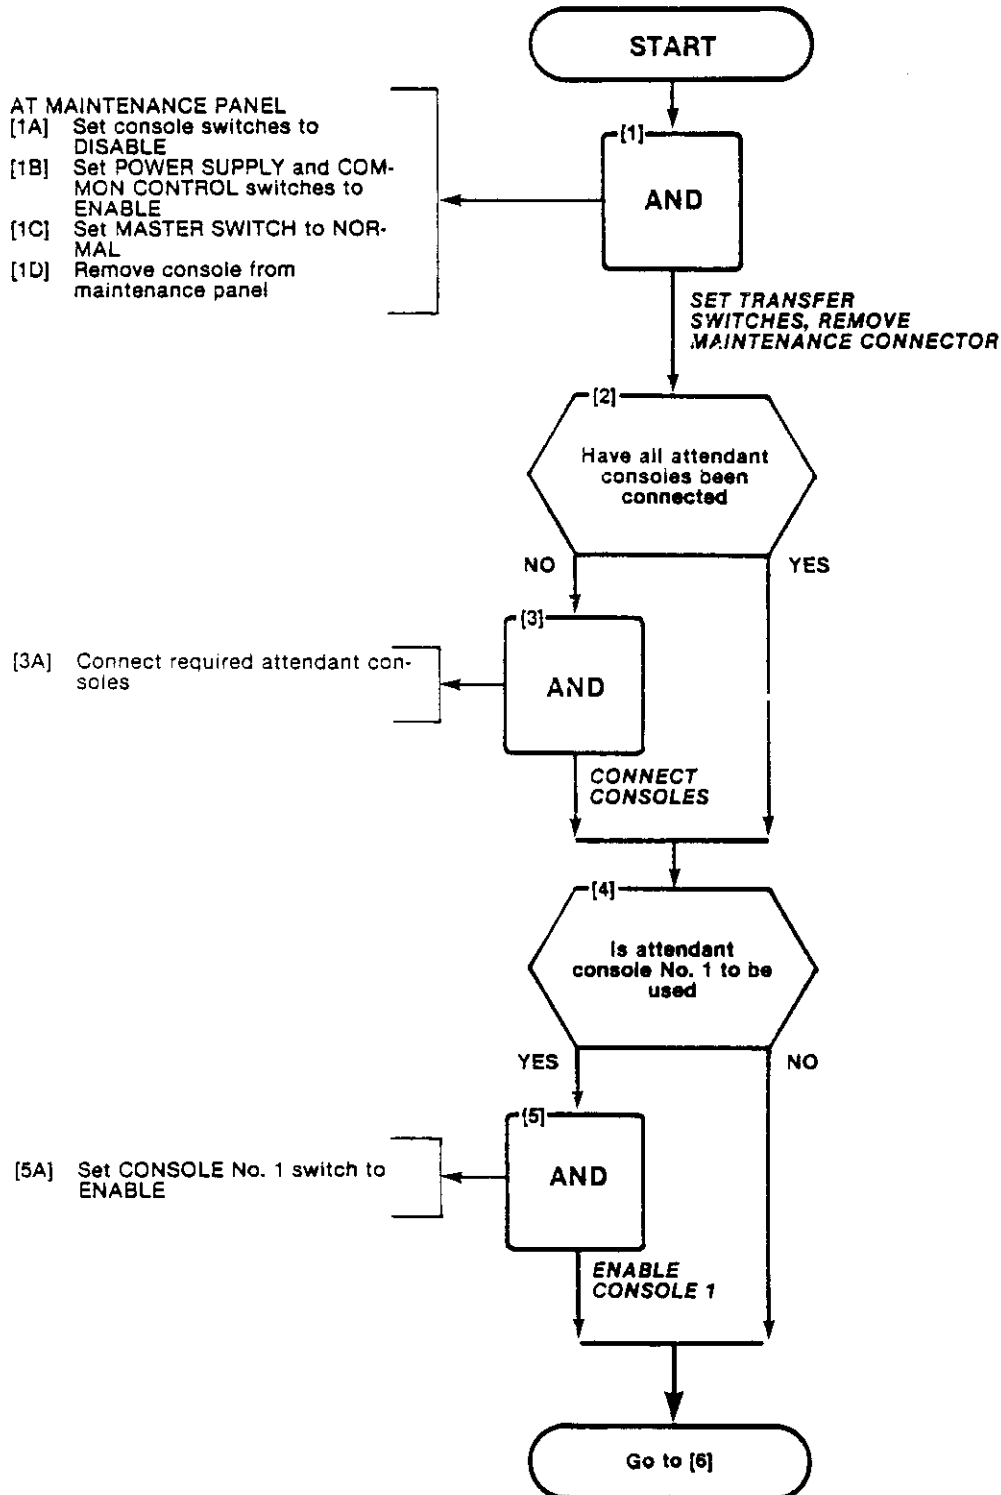 START
AT MAINTENANCE PANEL
[1A] Set console switches to
DISABLE
[1B] Set POWER SUPPLY and COM-
MON CONTROL switches to
ENABLE
[1C] Set MASTER SWITCH to NOR-
MAL
[1D] Remove console from
maintenance panel
[1]
AND
SET TRANSFER
SWITCHES, REMOVE
MAINTENANCE CONNECTOR
[2]
Have all attendant
consoles been
connected
NO
YES
[3]
AND
[3A] Connect required attendant con-
soles
CONNECT
CONSOLES
[4]
Is attendant
console No. 1 to be
used
YES
NO
[5]
AND
[5A] Set CONSOLE No. 1 switch to
ENABLE
ENABLE
CONSOLE 1
Go to [6]